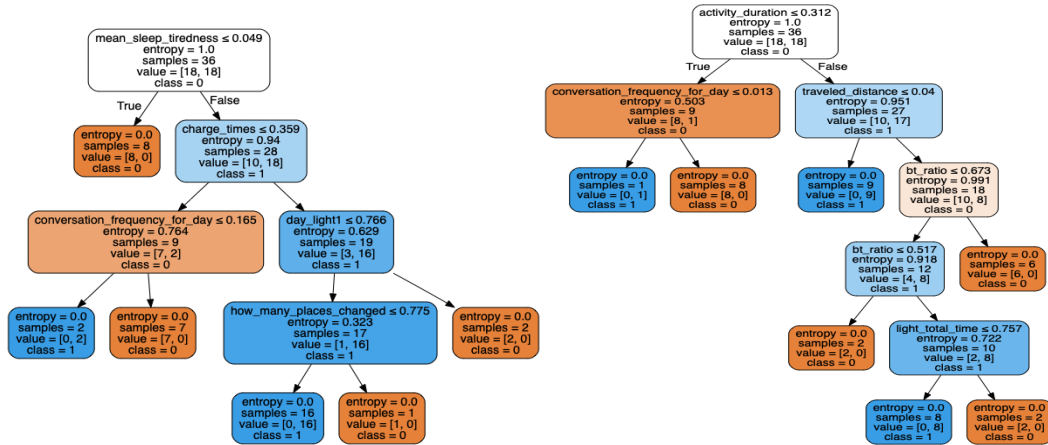 mean_sleep_tiredness ≤ 0.049
entropy = 1.0
samples = 36
value = [18, 18]
class = 0
True
False
entropy = 0.0
samples = 8
value = [8, 0]
class = 0
charge_times ≤ 0.359
entropy = 0.94
samples = 28
value = [10, 18]
class = 1
conversation_frequency_for_day ≤ 0.165
entropy = 0.764
samples = 9
value = [7, 2]
class = 0
day_light1 ≤ 0.766
entropy = 0.629
samples = 19
value = [3, 16]
class = 1
entropy = 0.0
samples = 2
value = [0, 2]
class = 1
entropy = 0.0
samples = 7
value = [7, 0]
class = 0
how_many_places_changed ≤ 0.775
entropy = 0.323
samples = 17
value = [1, 16]
class = 1
entropy = 0.0
samples = 2
value = [2, 0]
class = 0
entropy = 0.0
samples = 16
value = [0, 16]
class = 1
entropy = 0.0
samples = 1
value = [1, 0]
class = 0
activity_duration ≤ 0.312
entropy = 1.0
samples = 36
value = [18, 18]
class = 0
True
False
conversation_frequency_for_day ≤ 0.013
entropy = 0.503
samples = 9
value = [8, 1]
class = 0
traveled_distance ≤ 0.04
entropy = 0.951
samples = 27
value = [10, 17]
class = 1
entropy = 0.0
samples = 1
value = [0, 1]
class = 1
entropy = 0.0
samples = 8
value = [8, 0]
class = 0
entropy = 0.0
samples = 9
value = [0, 9]
class = 1
bt_ratio ≤ 0.673
entropy = 0.991
samples = 18
value = [10, 8]
class = 0
bt_ratio ≤ 0.517
entropy = 0.918
samples = 12
value = [4, 8]
class = 1
entropy = 0.0
samples = 6
value = [6, 0]
class = 0
entropy = 0.0
samples = 2
value = [2, 0]
class = 0
light_total_time ≤ 0.757
entropy = 0.722
samples = 10
value = [2, 8]
class = 1
entropy = 0.0
samples = 8
value = [0, 8]
class = 1
entropy = 0.0
samples = 2
value = [2, 0]
class = 0